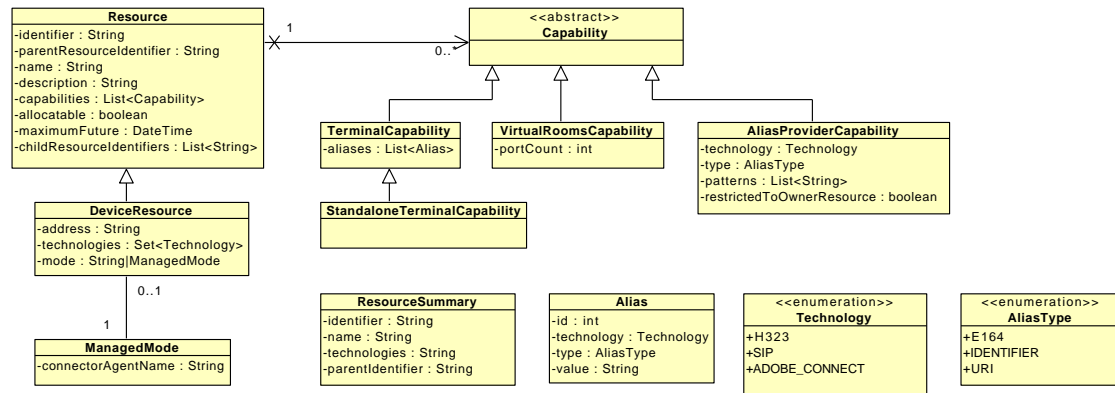 Resource
-identifier : String
-parentResourceIdentifier : String
-name : String
-description : String
-capabilities : List<Capability>
-allocatable : boolean
-maximumFuture : DateTime
-childResourceIdentifiers : List<String>
1
0..*
<<abstract>>
Capability
TerminalCapability
-aliases : List<Alias>
VirtualRoomsCapability
-portCount : int
AliasProviderCapability
-technology : Technology
-type : AliasType
-patterns : List<String>
-restrictedToOwnerResource : boolean
StandaloneTerminalCapability
DeviceResource
-address : String
-technologies : Set<Technology>
-mode : String|ManagedMode
0..1
1
ManagedMode
-connectorAgentName : String
ResourceSummary
-identifier : String
-name : String
-technologies : String
-parentIdentifier : String
Alias
-id : int
-technology : Technology
-type : AliasType
-value : String
<<enumeration>>
Technology
+H323
+SIP
+ADOBE_CONNECT
<<enumeration>>
AliasType
+E164
+IDENTIFIER
+URI